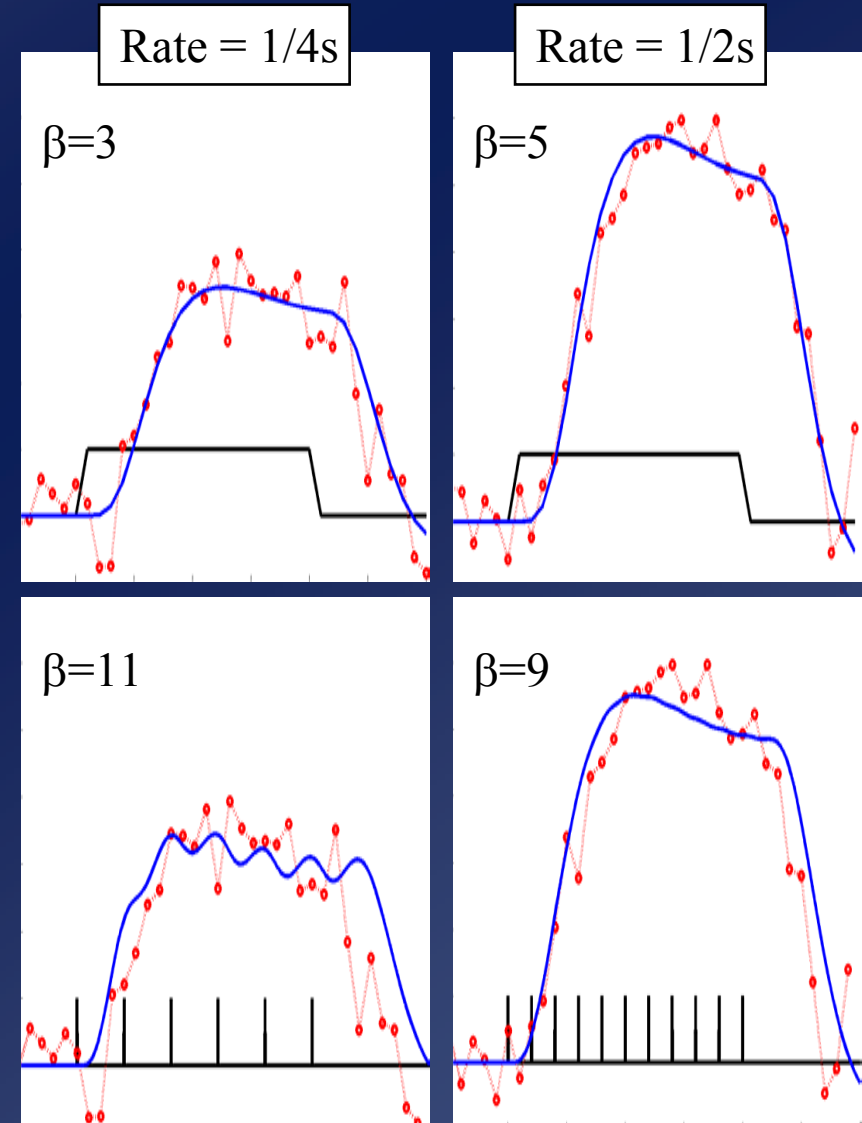 Rate = 1/4s
Rate = 1/2s
β=3
β=5
β=11
β=9